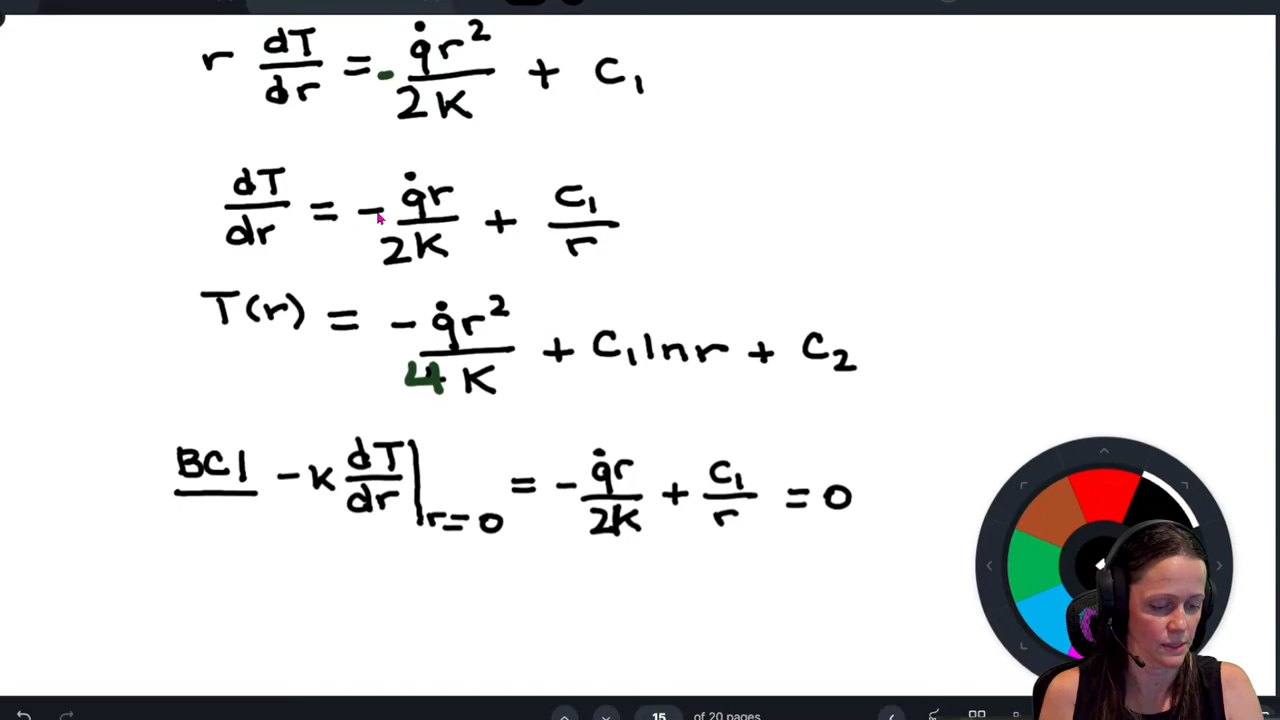 r dT/dr = - q̇r²/2K + C₁
dT/dr = - q̇r/2K + C₁/r
T(r) = - q̇r²/4K + C₁lnr + C₂
BC1 -K dT/dr|r=0 = - q̇r/2K + C₁/r = 0
15 of 20 pages